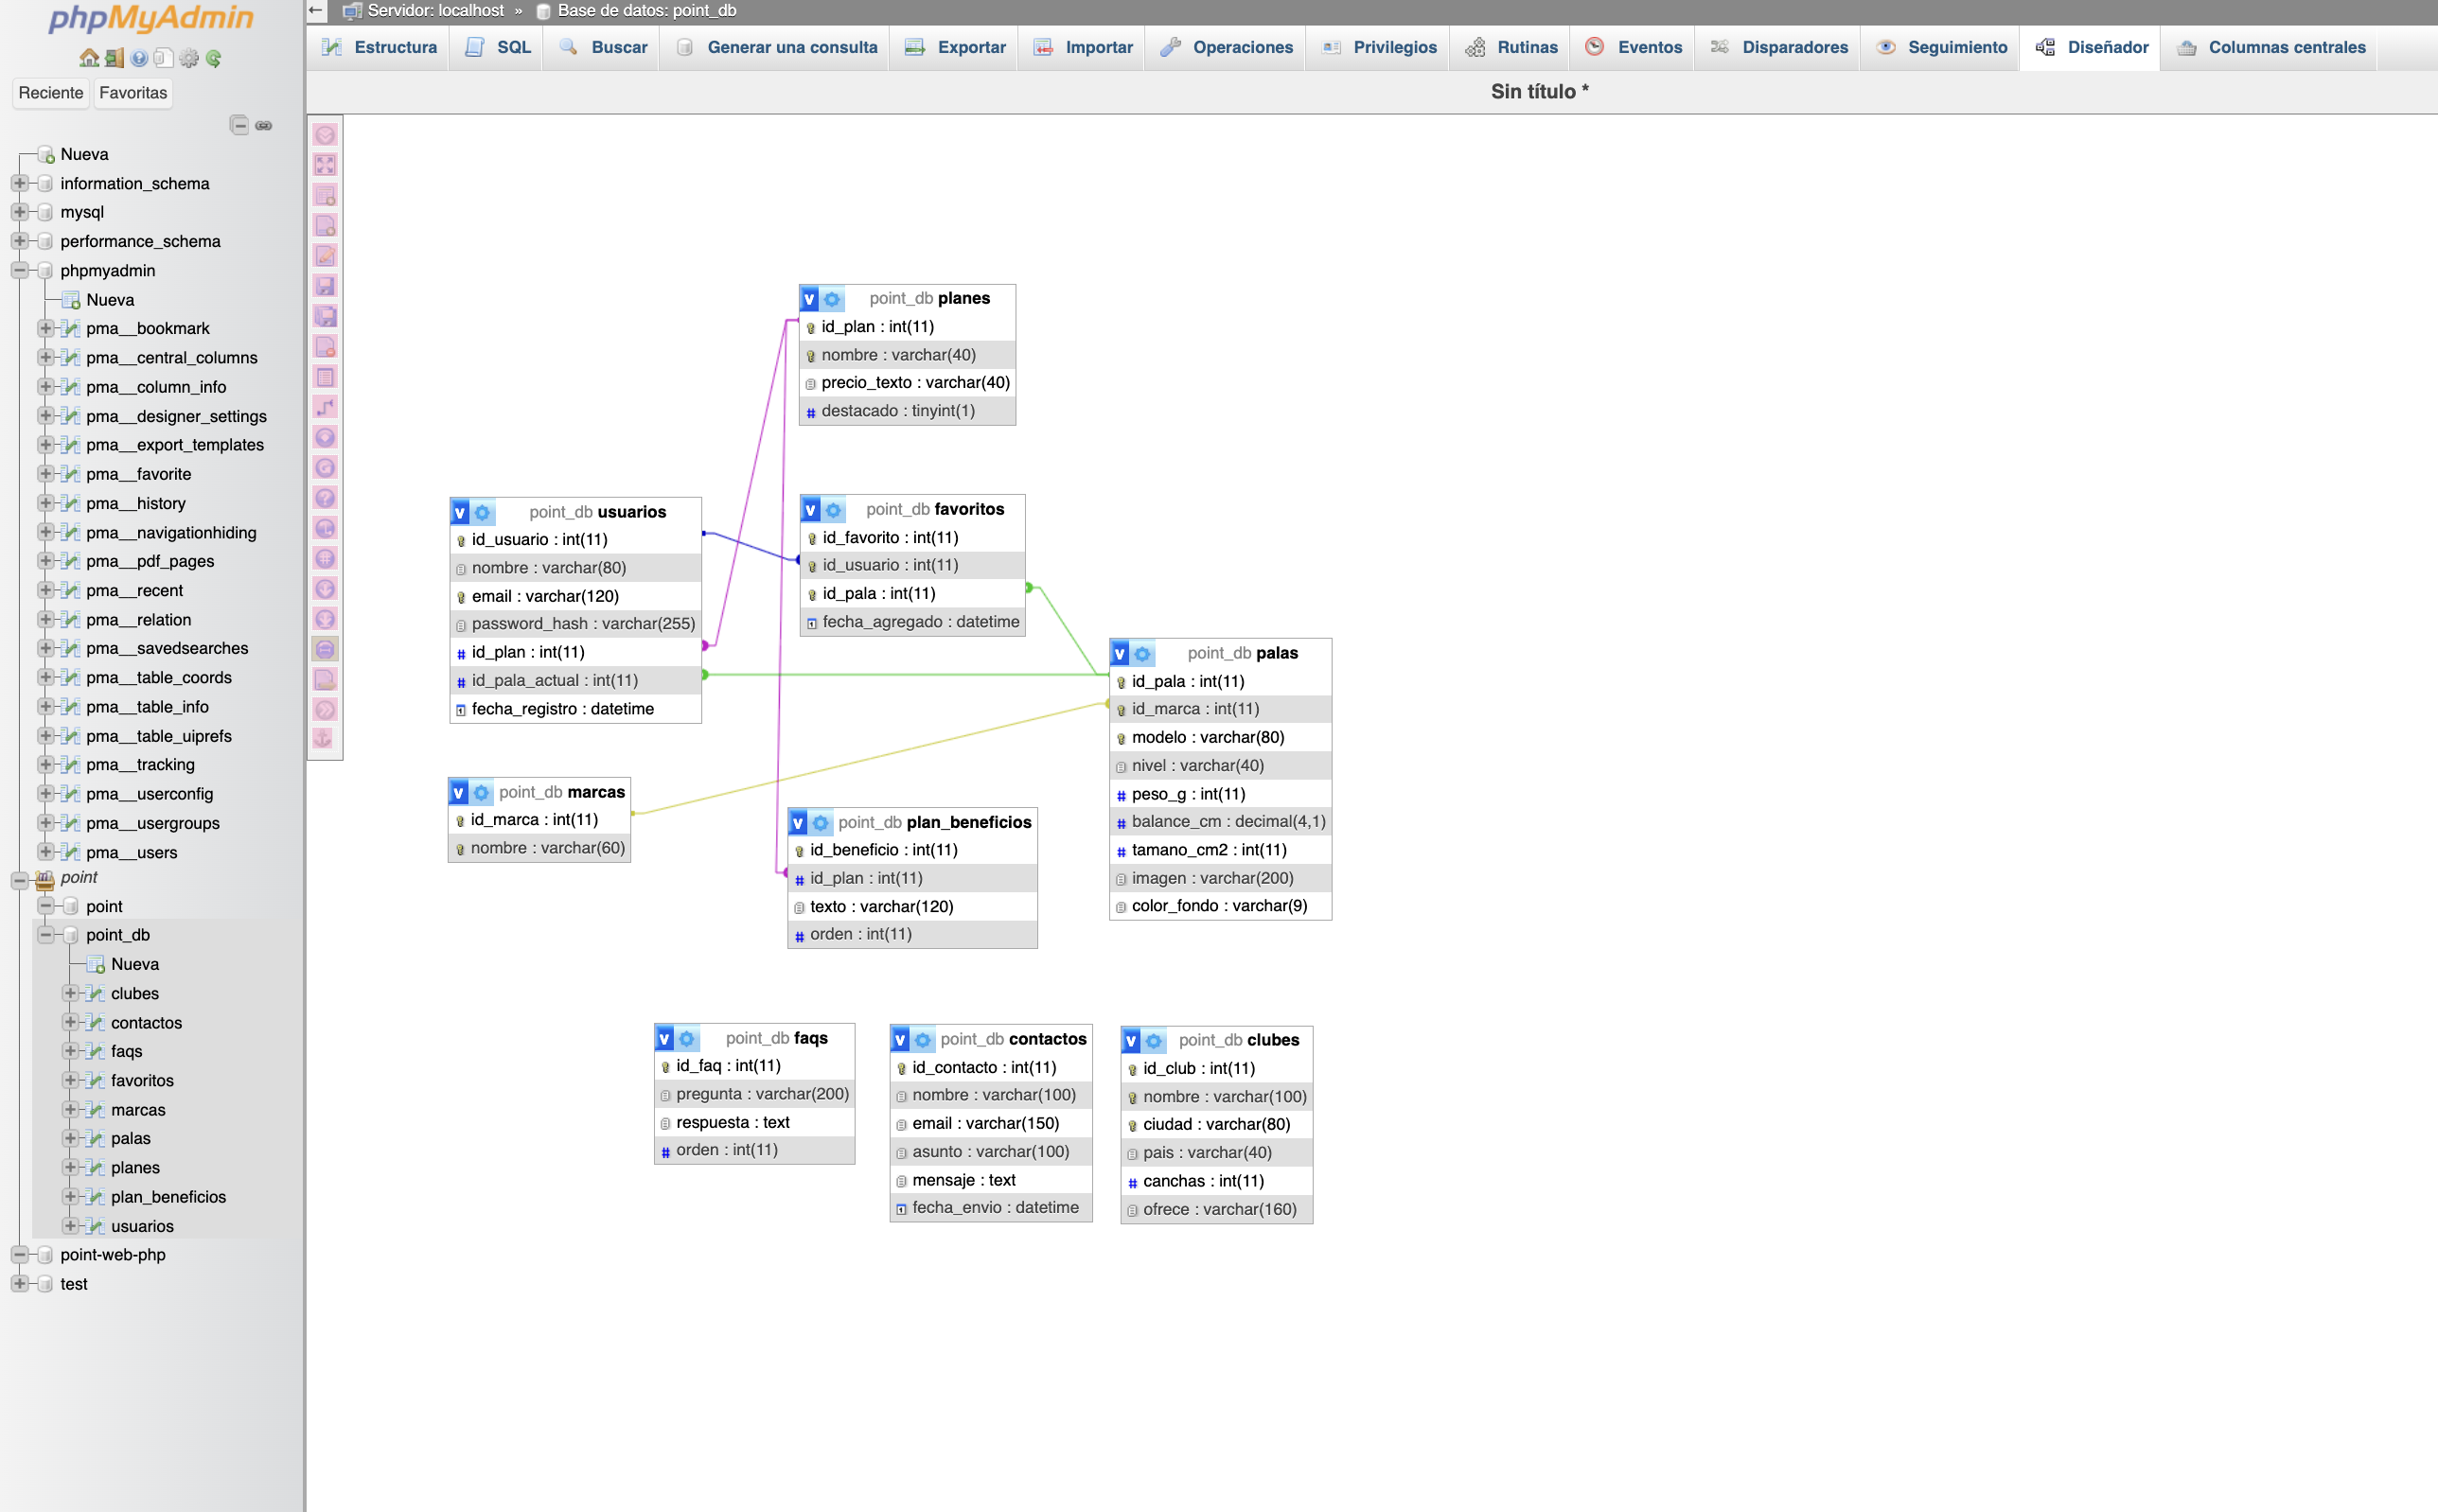 phpMyAdmin
Reciente Favoritas
Nueva
information_schema
mysql
performance_schema
phpmyadmin
Nueva
pma__bookmark
pma__central_columns
pma__column_info
pma__designer_settings
pma__export_templates
pma__favorite
pma__history
pma__navigationhiding
pma__pdf_pages
pma__recent
pma__relation
pma__savedsearches
pma__table_coords
pma__table_info
pma__table_uiprefs
pma__tracking
pma__userconfig
pma__usergroups
pma__users
point
point
point_db
Nueva
clubes
contactos
faqs
favoritos
marcas
palas
planes
plan_beneficios
usuarios
point-web-php
test
Servidor: localhost » Base de datos: point_db
Estructura SQL Buscar Generar una consulta Exportar Importar Operaciones Privilegios Rutinas Eventos Disparadores Seguimiento Diseñador Columnas centrales
Sin título *
point_db planes
id_plan : int(11)
nombre : varchar(40)
precio_texto : varchar(40)
destacado : tinyint(1)
point_db usuarios
id_usuario : int(11)
nombre : varchar(80)
email : varchar(120)
password_hash : varchar(255)
id_plan : int(11)
id_pala_actual : int(11)
fecha_registro : datetime
point_db favoritos
id_favorito : int(11)
id_usuario : int(11)
id_pala : int(11)
fecha_agregado : datetime
point_db palas
id_pala : int(11)
id_marca : int(11)
modelo : varchar(80)
nivel : varchar(40)
peso_g : int(11)
balance_cm : decimal(4,1)
tamano_cm2 : int(11)
imagen : varchar(200)
color_fondo : varchar(9)
point_db marcas
id_marca : int(11)
nombre : varchar(60)
point_db plan_beneficios
id_beneficio : int(11)
id_plan : int(11)
texto : varchar(120)
orden : int(11)
point_db faqs
id_faq : int(11)
pregunta : varchar(200)
respuesta : text
orden : int(11)
point_db contactos
id_contacto : int(11)
nombre : varchar(100)
email : varchar(150)
asunto : varchar(100)
mensaje : text
fecha_envio : datetime
point_db clubes
id_club : int(11)
nombre : varchar(100)
ciudad : varchar(80)
pais : varchar(40)
canchas : int(11)
ofrece : varchar(160)